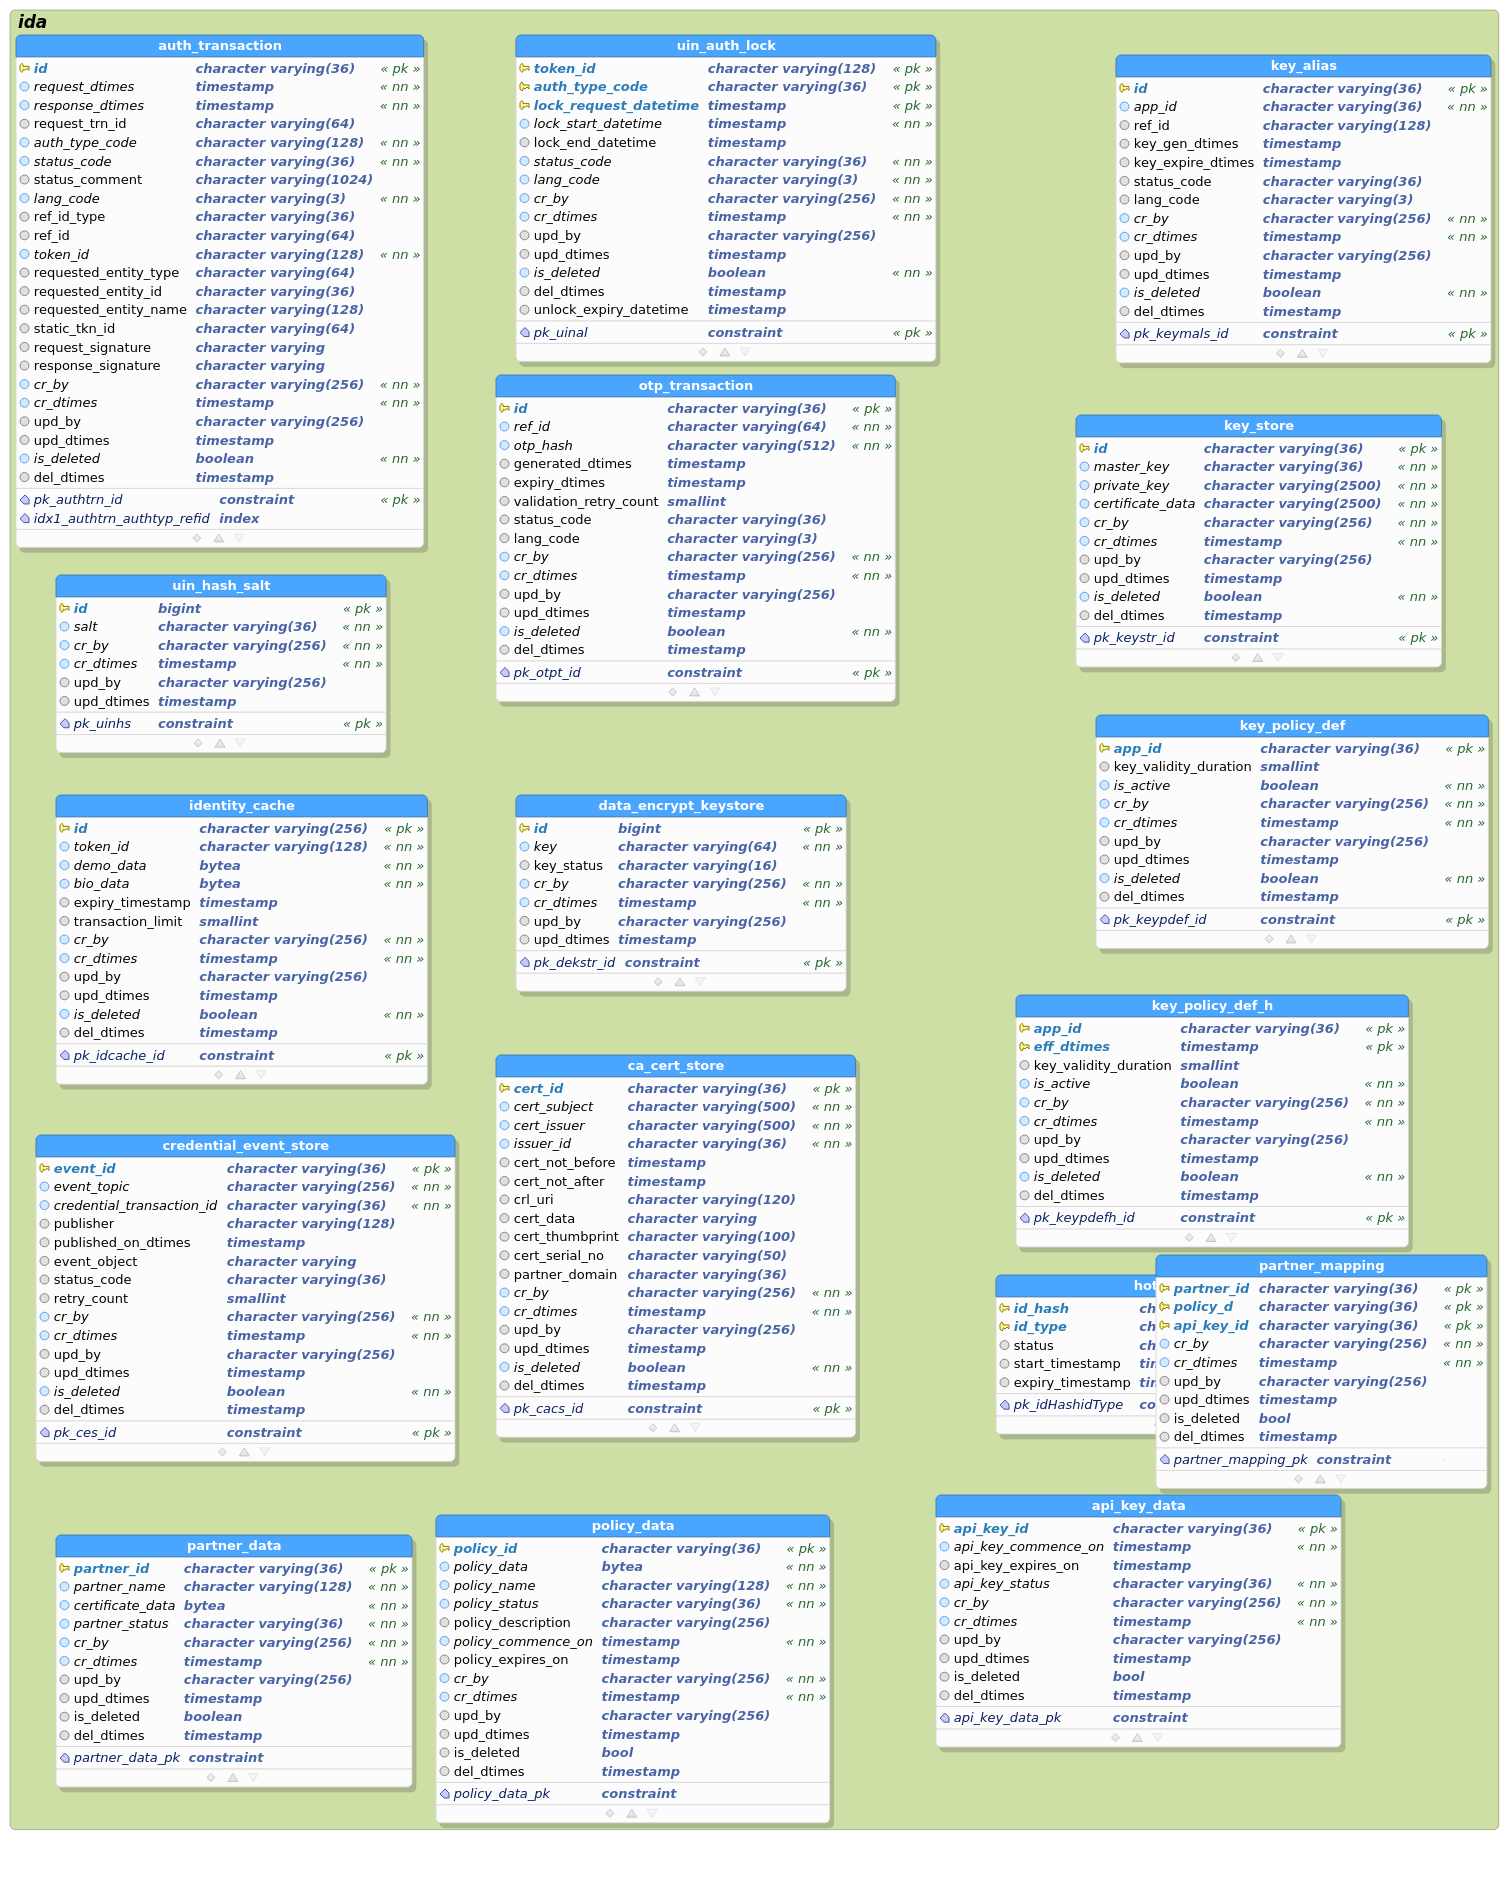 ida
auth_transaction
id character varying(36) « pk »
request_dtimes timestamp « nn »
response_dtimes timestamp « nn »
request_trn_id character varying(64)
auth_type_code character varying(128) « nn »
status_code character varying(36) « nn »
status_comment character varying(1024)
lang_code character varying(3) « nn »
ref_id_type character varying(36)
ref_id character varying(64)
token_id character varying(128) « nn »
requested_entity_type character varying(64)
requested_entity_id character varying(36)
requested_entity_name character varying(128)
static_tkn_id character varying(64)
request_signature character varying
response_signature character varying
cr_by character varying(256) « nn »
cr_dtimes timestamp « nn »
upd_by character varying(256)
upd_dtimes timestamp
is_deleted boolean « nn »
del_dtimes timestamp
pk_authtrn_id constraint « pk »
idx1_authtrn_authtyp_refid index
uin_auth_lock
token_id character varying(128) « pk »
auth_type_code character varying(36) « pk »
lock_request_datetime timestamp « pk »
lock_start_datetime timestamp « nn »
lock_end_datetime timestamp
status_code character varying(36) « nn »
lang_code character varying(3) « nn »
cr_by character varying(256) « nn »
cr_dtimes timestamp « nn »
upd_by character varying(256)
upd_dtimes timestamp
is_deleted boolean « nn »
del_dtimes timestamp
unlock_expiry_datetime timestamp
pk_uinal constraint « pk »
key_alias
id character varying(36) « pk »
app_id character varying(36) « nn »
ref_id character varying(128)
key_gen_dtimes timestamp
key_expire_dtimes timestamp
status_code character varying(36)
lang_code character varying(3)
cr_by character varying(256) « nn »
cr_dtimes timestamp « nn »
upd_by character varying(256)
upd_dtimes timestamp
is_deleted boolean « nn »
del_dtimes timestamp
pk_keymals_id constraint « pk »
otp_transaction
id character varying(36) « pk »
ref_id character varying(64) « nn »
otp_hash character varying(512) « nn »
generated_dtimes timestamp
expiry_dtimes timestamp
validation_retry_count smallint
status_code character varying(36)
lang_code character varying(3)
cr_by character varying(256) « nn »
cr_dtimes timestamp « nn »
upd_by character varying(256)
upd_dtimes timestamp
is_deleted boolean « nn »
del_dtimes timestamp
pk_otpt_id constraint « pk »
key_store
id character varying(36) « pk »
master_key character varying(36) « nn »
private_key character varying(2500) « nn »
certificate_data character varying(2500) « nn »
cr_by character varying(256) « nn »
cr_dtimes timestamp « nn »
upd_by character varying(256)
upd_dtimes timestamp
is_deleted boolean « nn »
del_dtimes timestamp
pk_keystr_id constraint « pk »
uin_hash_salt
id bigint « pk »
salt character varying(36) « nn »
cr_by character varying(256) « nn »
cr_dtimes timestamp « nn »
upd_by character varying(256)
upd_dtimes timestamp
pk_uinhs constraint « pk »
key_policy_def
app_id character varying(36) « pk »
key_validity_duration smallint
is_active boolean « nn »
cr_by character varying(256) « nn »
cr_dtimes timestamp « nn »
upd_by character varying(256)
upd_dtimes timestamp
is_deleted boolean « nn »
del_dtimes timestamp
pk_keypdef_id constraint « pk »
identity_cache
id character varying(256) « pk »
token_id character varying(128) « nn »
demo_data bytea « nn »
bio_data bytea « nn »
expiry_timestamp timestamp
transaction_limit smallint
cr_by character varying(256) « nn »
cr_dtimes timestamp « nn »
upd_by character varying(256)
upd_dtimes timestamp
is_deleted boolean « nn »
del_dtimes timestamp
pk_idcache_id constraint « pk »
data_encrypt_keystore
id bigint « pk »
key character varying(64) « nn »
key_status character varying(16)
cr_by character varying(256) « nn »
cr_dtimes timestamp « nn »
upd_by character varying(256)
upd_dtimes timestamp
pk_dekstr_id constraint « pk »
key_policy_def_h
app_id character varying(36) « pk »
eff_dtimes timestamp « pk »
key_validity_duration smallint
is_active boolean « nn »
cr_by character varying(256) « nn »
cr_dtimes timestamp « nn »
upd_by character varying(256)
upd_dtimes timestamp
is_deleted boolean « nn »
del_dtimes timestamp
pk_keypdefh_id constraint « pk »
ca_cert_store
cert_id character varying(36) « pk »
cert_subject character varying(500) « nn »
cert_issuer character varying(500) « nn »
issuer_id character varying(36) « nn »
cert_not_before timestamp
cert_not_after timestamp
crl_uri character varying(120)
cert_data character varying
cert_thumbprint character varying(100)
cert_serial_no character varying(50)
partner_domain character varying(36)
cr_by character varying(256) « nn »
cr_dtimes timestamp « nn »
upd_by character varying(256)
upd_dtimes timestamp
is_deleted boolean « nn »
del_dtimes timestamp
pk_cacs_id constraint « pk »
credential_event_store
event_id character varying(36) « pk »
event_topic character varying(256) « nn »
credential_transaction_id character varying(36) « nn »
publisher character varying(128)
published_on_dtimes timestamp
event_object character varying
status_code character varying(36)
retry_count smallint
cr_by character varying(256) « nn »
cr_dtimes timestamp « nn »
upd_by character varying(256)
upd_dtimes timestamp
is_deleted boolean « nn »
del_dtimes timestamp
pk_ces_id constraint « pk »
hot
id_hash ch
id_type ch
status ch
start_timestamp tin
expiry_timestamp tin
pk_idHashidType co
partner_mapping
partner_id character varying(36) « pk »
policy_d character varying(36) « pk »
api_key_id character varying(36) « pk »
cr_by character varying(256) « nn »
cr_dtimes timestamp « nn »
upd_by character varying(256)
upd_dtimes timestamp
is_deleted bool
del_dtimes timestamp
partner_mapping_pk constraint
partner_data
partner_id character varying(36) « pk »
partner_name character varying(128) « nn »
certificate_data bytea « nn »
partner_status character varying(36) « nn »
cr_by character varying(256) « nn »
cr_dtimes timestamp « nn »
upd_by character varying(256)
upd_dtimes timestamp
is_deleted boolean
del_dtimes timestamp
partner_data_pk constraint
policy_data
policy_id character varying(36) « pk »
policy_data bytea « nn »
policy_name character varying(128) « nn »
policy_status character varying(36) « nn »
policy_description character varying(256)
policy_commence_on timestamp « nn »
policy_expires_on timestamp
cr_by character varying(256) « nn »
cr_dtimes timestamp « nn »
upd_by character varying(256)
upd_dtimes timestamp
is_deleted bool
del_dtimes timestamp
policy_data_pk constraint
api_key_data
api_key_id character varying(36) « pk »
api_key_commence_on timestamp « nn »
api_key_expires_on timestamp
api_key_status character varying(36) « nn »
cr_by character varying(256) « nn »
cr_dtimes timestamp « nn »
upd_by character varying(256)
upd_dtimes timestamp
is_deleted bool
del_dtimes timestamp
api_key_data_pk constraint